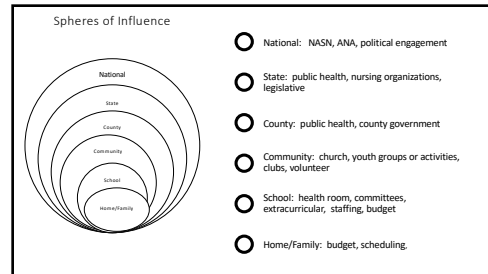 Spheres of Influence
National
State
County
Community
School
Home/Family
National: NASN, ANA, political engagement
State: public health, nursing organizations,
legislative
County: public health, county government
Community: church, youth groups or activities,
clubs, volunteer
School: health room, committees,
extracurricular, staffing, budget
Home/Family: budget, scheduling.